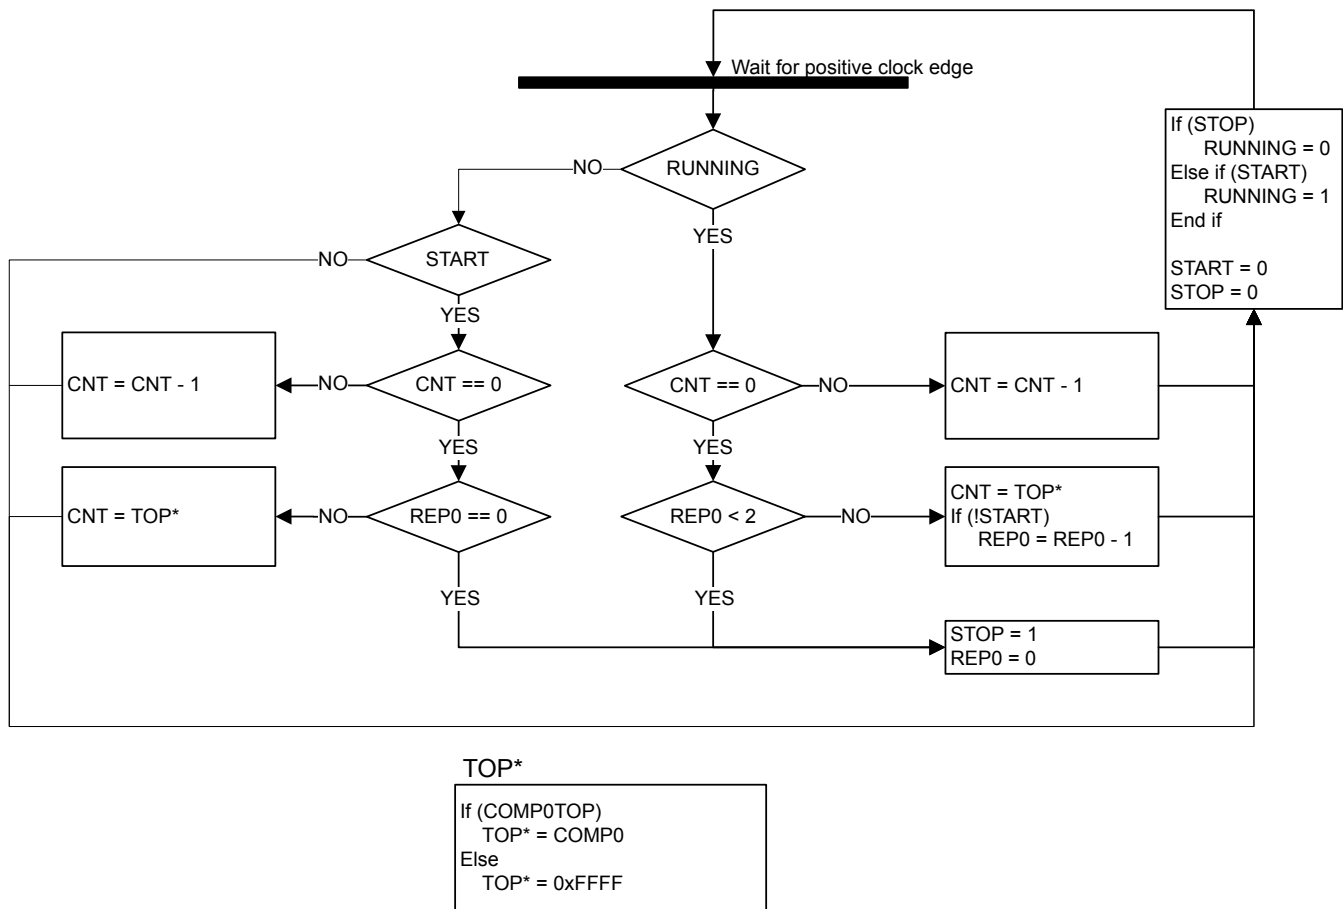 Wait for positive clock edge
If (STOP)
RUNNING = 0
Else if (START)
RUNNING = 1
End if
START = 0
STOP = 0
NO
RUNNING
YES
NO
START
YES
CNT = CNT - 1
NO
CNT == 0
CNT == 0
NO
CNT = CNT - 1
YES
YES
CNT = TOP*
NO
REP0 == 0
REP0 < 2
NO
CNT = TOP*
If (!START)
REP0 = REP0 - 1
YES
YES
STOP = 1
REP0 = 0
TOP*
If (COMP0TOP)
TOP* = COMP0
Else
TOP* = 0xFFFF